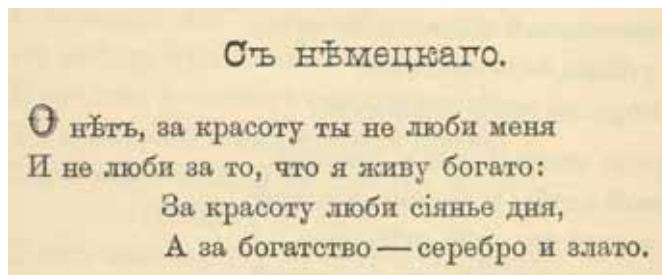 Съ нѣмецкаго.
О нѣтъ, за красоту ты не люби меня
И не люби за то, что я живу богато:
За красоту люби сіянье дня,
А за богатство — серебро и злато.